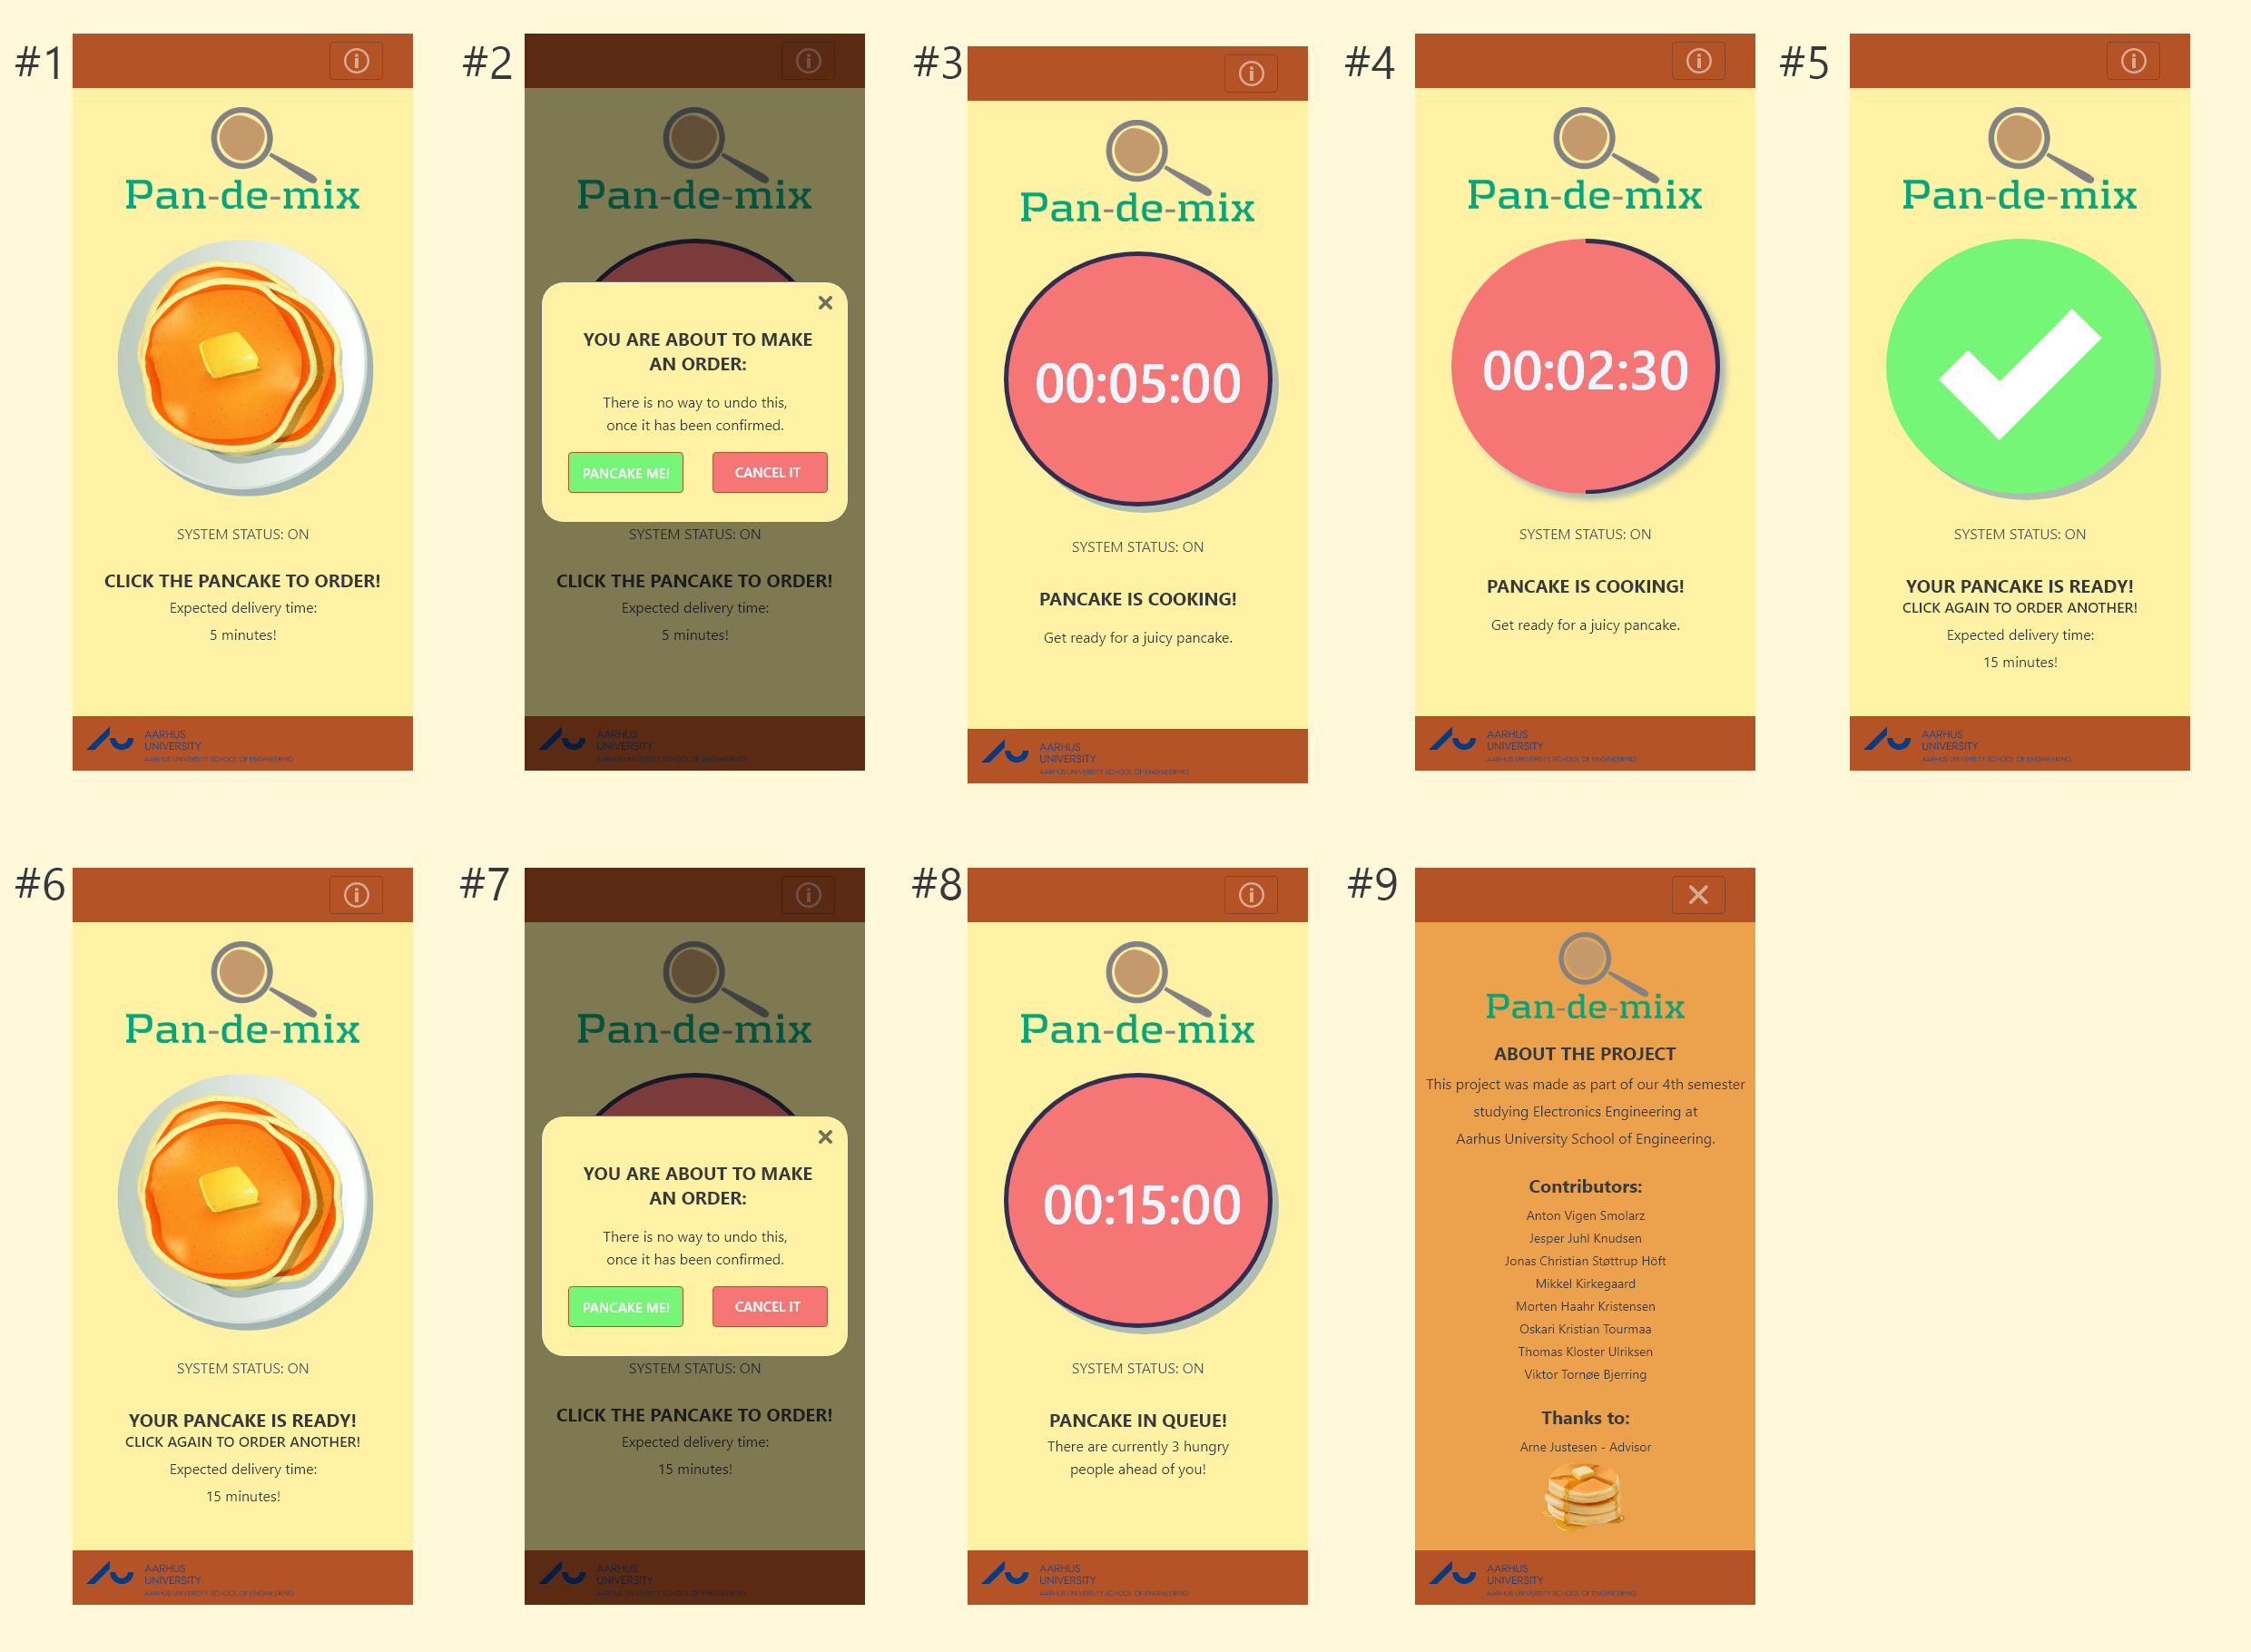 #1
Pan-de-mix
SYSTEM STATUS: ON
CLICK THE PANCAKE TO ORDER!
Expected delivery time:
5 minutes!
AARHUS
UNIVERSITY
AARHUS UNIVERSITY SCHOOL OF ENGINEERING
#2
Pan-de-mix
YOU ARE ABOUT TO MAKE
AN ORDER:
There is no way to undo this,
once it has been confirmed.
PANCAKE ME!
CANCEL IT
SYSTEM STATUS: ON
CLICK THE PANCAKE TO ORDER!
Expected delivery time:
5 minutes!
AARHUS
UNIVERSITY
AARHUS UNIVERSITY SCHOOL OF ENGINEERING
#3
Pan-de-mix
00:05:00
SYSTEM STATUS: ON
PANCAKE IS COOKING!
Get ready for a juicy pancake.
AARHUS
UNIVERSITY
AARHUS UNIVERSITY SCHOOL OF ENGINEERING
#4
Pan-de-mix
00:02:30
SYSTEM STATUS: ON
PANCAKE IS COOKING!
Get ready for a juicy pancake.
AARHUS
UNIVERSITY
AARHUS UNIVERSITY SCHOOL OF ENGINEERING
#5
Pan-de-mix
SYSTEM STATUS: ON
YOUR PANCAKE IS READY!
CLICK AGAIN TO ORDER ANOTHER!
Expected delivery time:
15 minutes!
AARHUS
UNIVERSITY
AARHUS UNIVERSITY SCHOOL OF ENGINEERING
#6
Pan-de-mix
SYSTEM STATUS: ON
YOUR PANCAKE IS READY!
CLICK AGAIN TO ORDER ANOTHER!
Expected delivery time:
15 minutes!
AARHUS
UNIVERSITY
AARHUS UNIVERSITY SCHOOL OF ENGINEERING
#7
Pan-de-mix
YOU ARE ABOUT TO MAKE
AN ORDER:
There is no way to undo this,
once it has been confirmed.
PANCAKE ME!
CANCEL IT
SYSTEM STATUS: ON
CLICK THE PANCAKE TO ORDER!
Expected delivery time:
15 minutes!
AARHUS
UNIVERSITY
AARHUS UNIVERSITY SCHOOL OF ENGINEERING
#8
Pan-de-mix
00:15:00
SYSTEM STATUS: ON
PANCAKE IN QUEUE!
There are currently 3 hungry
people ahead of you!
AARHUS
UNIVERSITY
AARHUS UNIVERSITY SCHOOL OF ENGINEERING
#9
Pan-de-mix
ABOUT THE PROJECT
This project was made as part of our 4th semester
studying Electronics Engineering at
Aarhus University School of Engineering.
Contributors:
Anton Vigen Smolarz
Jesper Juhl Knudsen
Jonas Christian Støttrup Höft
Mikkel Kirkegaard
Morten Haahr Kristensen
Oskari Kristian Tourmaa
Thomas Kloster Ulriksen
Viktor Tornøe Bjerring
Thanks to:
Arne Justesen - Advisor
AARHUS
UNIVERSITY
AARHUS UNIVERSITY SCHOOL OF ENGINEERING